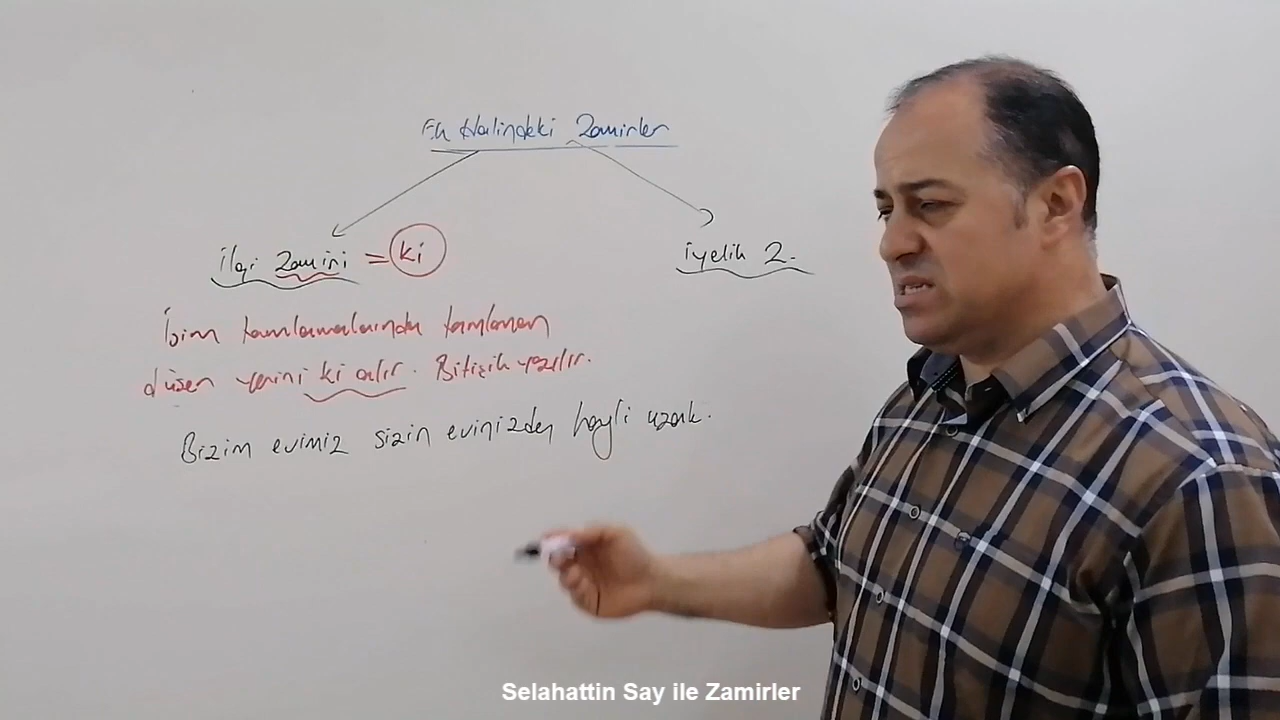 Ek Halindeki Zamirler
İlgi Zamiri = ki
İyelik Z.
İsim tamlamalarında tamlanan
düşen yerini ki alır. Bitişik yazılır.
Bizim evimiz sizin evinizden hayli uzak.
Selahattin Say ile Zamirler